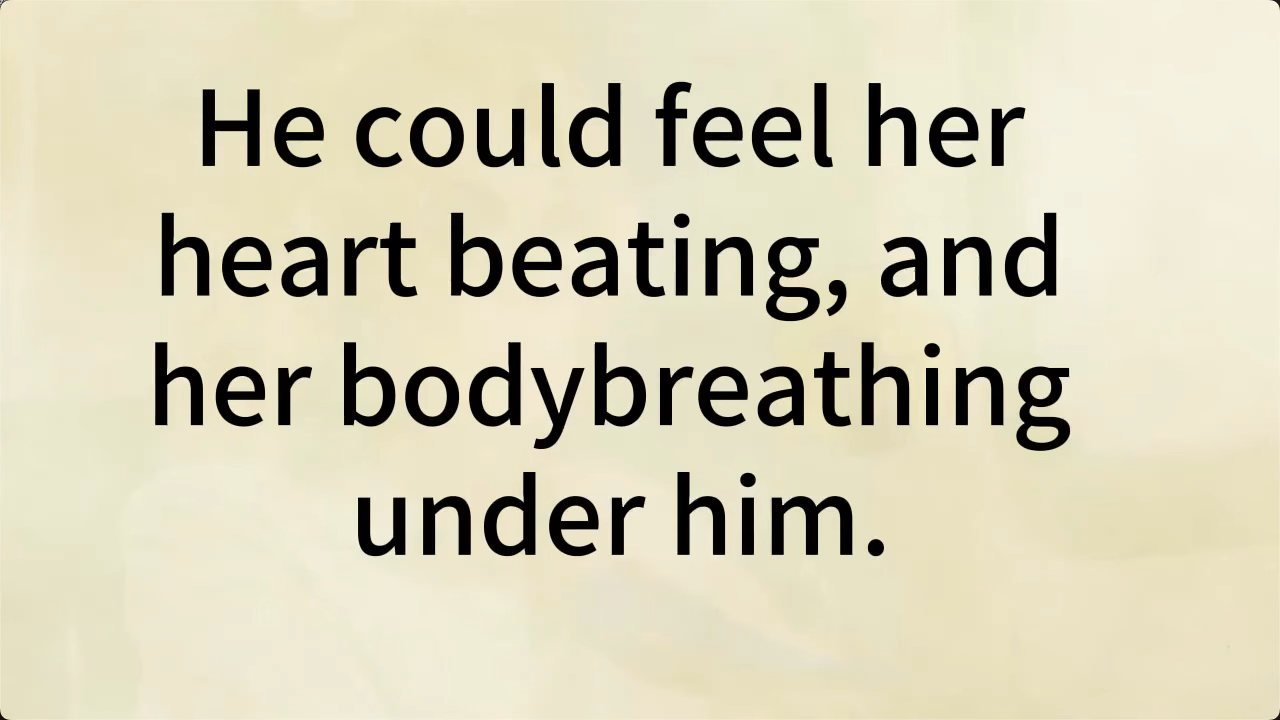 He could feel her
heart beating, and
her bodybreathing
under him.